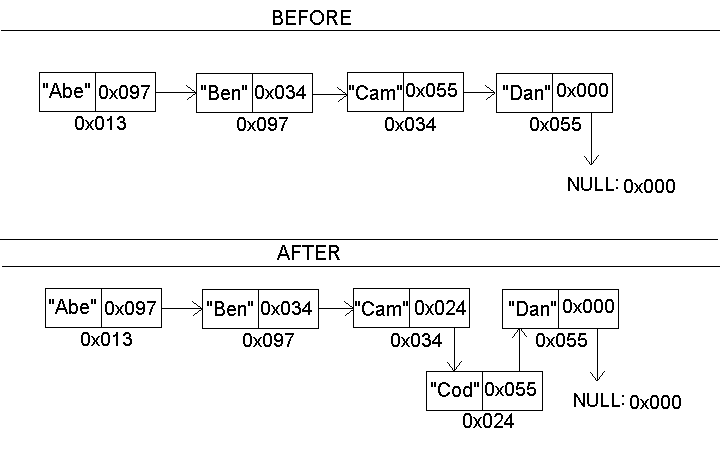 BEFORE
"Abe" 0x097 "Ben" 0x034 "Cam" 0x055 "Dan" 0x000
0x013 0x097 0x034 0x055
NULL: 0x000
AFTER
"Abe" 0x097 "Ben" 0x034 "Cam" 0x024 "Dan" 0x000
0x013 0x097 0x034 0x055
"Cod" 0x055
NULL: 0x000
0x024